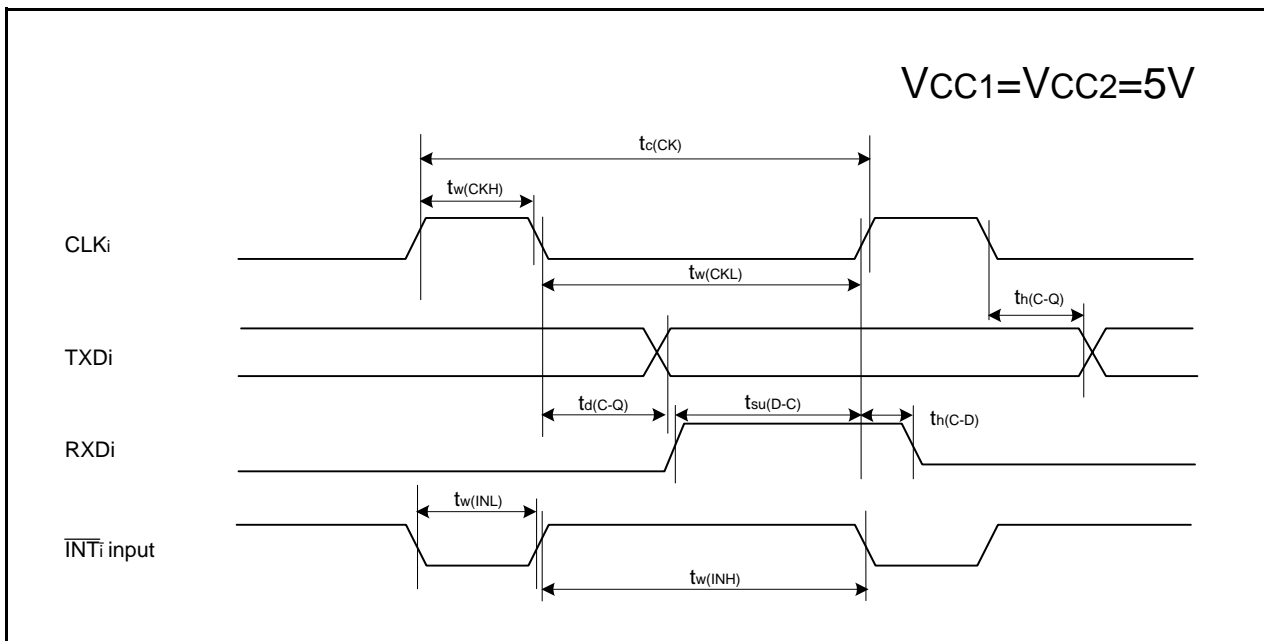 VCC1=VCC2=5V
tc(CK)
tw(CKH)
CLKi
tw(CKL)
th(C-Q)
TXDi
td(C-Q)
tsu(D-C)
th(C-D)
RXDi
tw(INL)
INTi input
tw(INH)